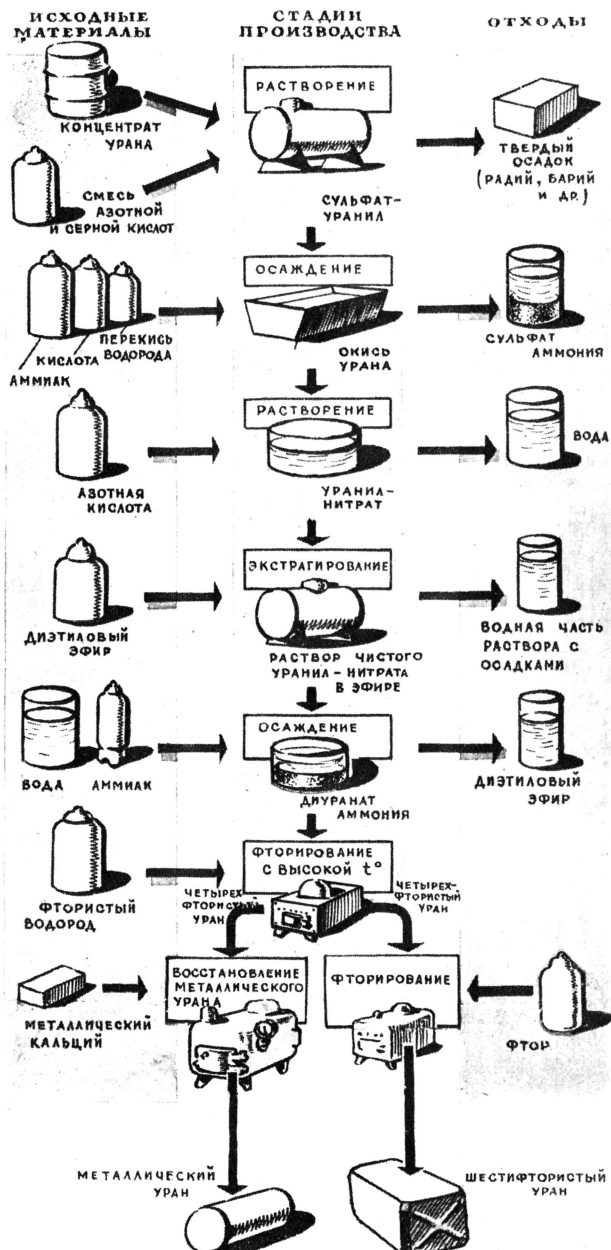 ИСХОДНЫЕ
МАТЕРИАЛЫ
СТАДИИ
ПРОИЗВОДСТВА
ОТХОДЫ
КОНЦЕНТРАТ
УРАНА
СМЕСЬ
АЗОТНОЙ
И СЕРНОЙ КИСЛОТ
РАСТВОРЕНИЕ
СУЛЬФАТ-
УРАНИЛ
ТВЕРДЫЙ
ОСАДОК
(РАДИЙ, БАРИЙ
И ДР.)
ПЕРЕКИСЬ
ВОДОРОДА
КИСЛОТА
АММИАК
ОСАЖДЕНИЕ
ОКИСЬ
УРАНА
СУЛЬФАТ
АММОНИЯ
АЗОТНАЯ
КИСЛОТА
РАСТВОРЕНИЕ
УРАНИЛ-
НИТРАТ
ВОДА
ДИЭТИЛОВЫЙ
ЭФИР
ЭКСТРАГИРОВАНИЕ
РАСТВОР ЧИСТОГО
УРАНИЛ-НИТРАТА
В ЭФИРЕ
ВОДНАЯ ЧАСТЬ
РАСТВОРА С
ОСАДКАМИ
ВОДА
АММИАК
ОСАЖДЕНИЕ
ДИУРАНАТ
АММОНИЯ
ДИЭТИЛОВЫЙ
ЭФИР
ФТОРИСТЫЙ
ВОДОРОД
ФТОРИРОВАНИЕ
С ВЫСОКОЙ t°
ЧЕТЫРЕХ-
ФТОРИСТЫЙ
УРАН
ЧЕТЫРЕХ-
ФТОРИСТЫЙ
УРАН
МЕТАЛЛИЧЕСКИЙ
КАЛЬЦИЙ
ВОССТАНОВЛЕНИЕ
МЕТАЛЛИЧЕСКОГО
УРАНА
ФТОРИРОВАНИЕ
ФТОР
МЕТАЛЛИЧЕСКИЙ
УРАН
ШЕСТИФТОРИСТЫЙ
УРАН